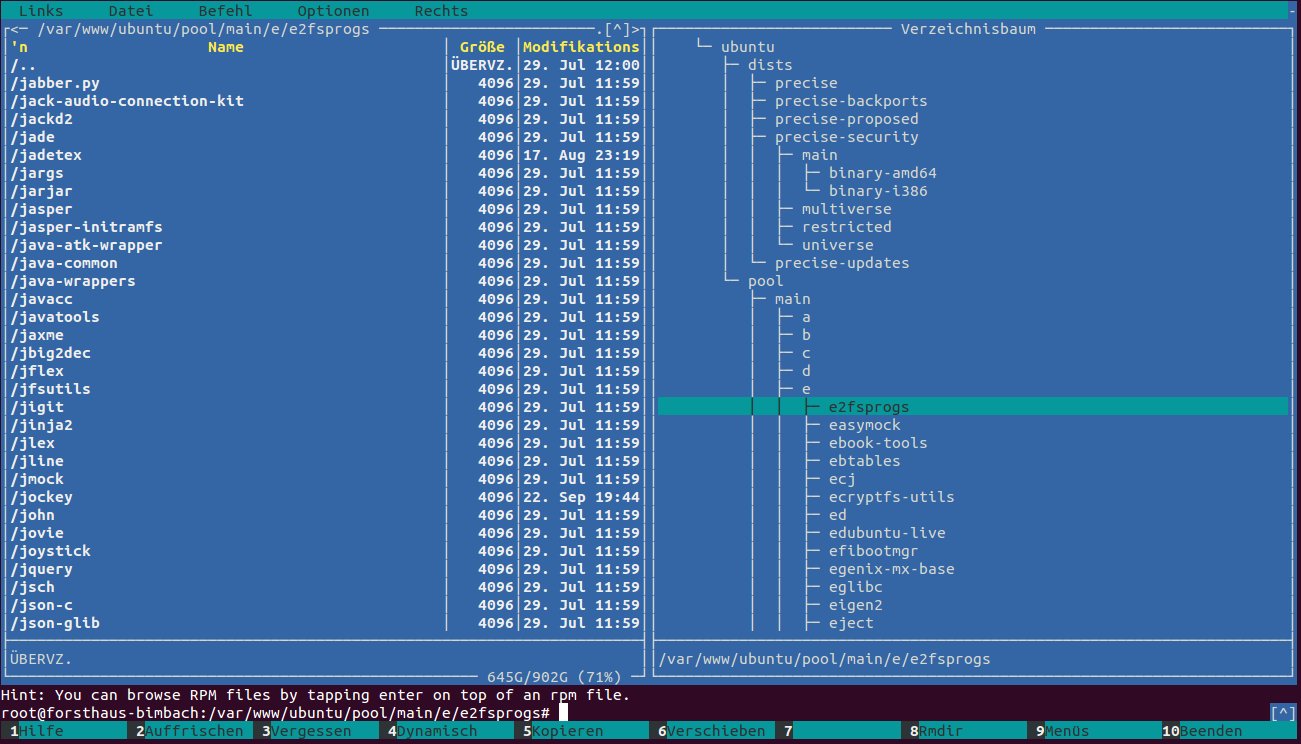 Links Datei Befehl Optionen Rechts
<─ /var/www/ubuntu/pool/main/e/e2fsprogs .[^]> Verzeichnisbaum
'n Name Größe Modifikations └─ ubuntu
/.. ÜBERVZ. 29. Jul 12:00 ├─ dists
/jabber.py 4096 29. Jul 11:59 │ ├─ precise
/jack-audio-connection-kit 4096 29. Jul 11:59 │ ├─ precise-backports
/jackd2 4096 29. Jul 11:59 │ ├─ precise-proposed
/jade 4096 29. Jul 11:59 │ ├─ precise-security
/jadetex 4096 17. Aug 23:19 │ │ ├─ main
/jargs 4096 29. Jul 11:59 │ │ │ ├─ binary-amd64
/jarjar 4096 29. Jul 11:59 │ │ │ └─ binary-i386
/jasper 4096 29. Jul 11:59 │ │ ├─ multiverse
/jasper-initramfs 4096 29. Jul 11:59 │ │ ├─ restricted
/java-atk-wrapper 4096 29. Jul 11:59 │ │ └─ universe
/java-common 4096 29. Jul 11:59 │ └─ precise-updates
/java-wrappers 4096 29. Jul 11:59 └─ pool
/javacc 4096 29. Jul 11:59 ├─ main
/javatools 4096 29. Jul 11:59 │ ├─ a
/jaxme 4096 29. Jul 11:59 │ ├─ b
/jbig2dec 4096 29. Jul 11:59 │ ├─ c
/jflex 4096 29. Jul 11:59 │ ├─ d
/jfsutils 4096 29. Jul 11:59 │ ├─ e
/jigit 4096 29. Jul 11:59 │ │ ├─ e2fsprogs
/jinja2 4096 29. Jul 11:59 │ │ ├─ easymock
/jlex 4096 29. Jul 11:59 │ │ ├─ ebook-tools
/jline 4096 29. Jul 11:59 │ │ ├─ ebtables
/jmock 4096 29. Jul 11:59 │ │ ├─ ecj
/jockey 4096 22. Sep 19:44 │ │ ├─ ecryptfs-utils
/john 4096 29. Jul 11:59 │ │ ├─ ed
/jovie 4096 29. Jul 11:59 │ │ ├─ edubuntu-live
/joystick 4096 29. Jul 11:59 │ │ ├─ efibootmgr
/jquery 4096 29. Jul 11:59 │ │ ├─ egenix-mx-base
/jsch 4096 29. Jul 11:59 │ │ ├─ eglibc
/json-c 4096 29. Jul 11:59 │ │ ├─ eigen2
/json-glib 4096 29. Jul 11:59 │ │ ├─ eject
ÜBERVZ. /var/www/ubuntu/pool/main/e/e2fsprogs
645G/902G (71%)
Hint: You can browse RPM files by tapping enter on top of an rpm file.
root@forsthaus-bimbach:/var/www/ubuntu/pool/main/e/e2fsprogs# [^]
1Hilfe 2Auffrischen 3Vergessen 4Dynamisch 5Kopieren 6Verschieben 7 8Rmdir 9Menüs 10Beenden